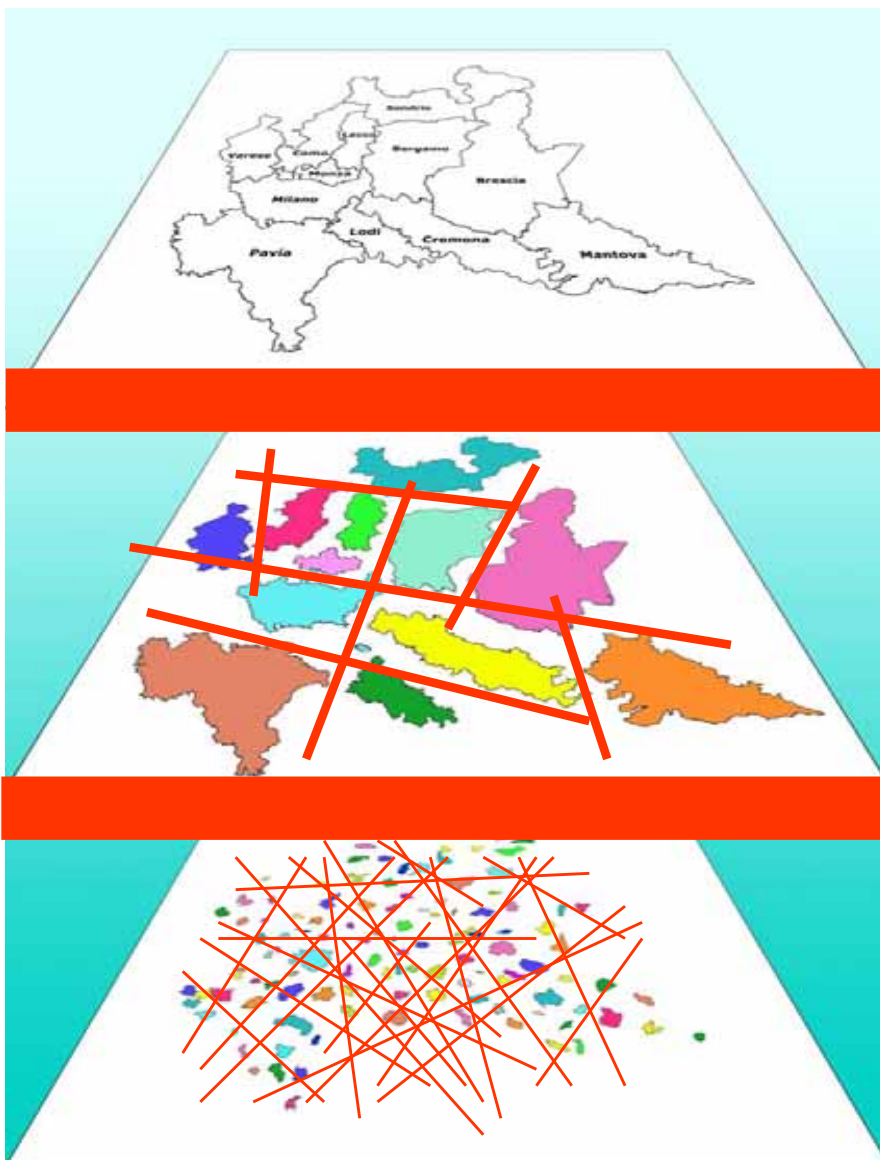 Sondrio
Lecco
Varese
Como
Bergamo
Monza
Brescia
Milano
Lodi
Cremona
Pavia
Mantova